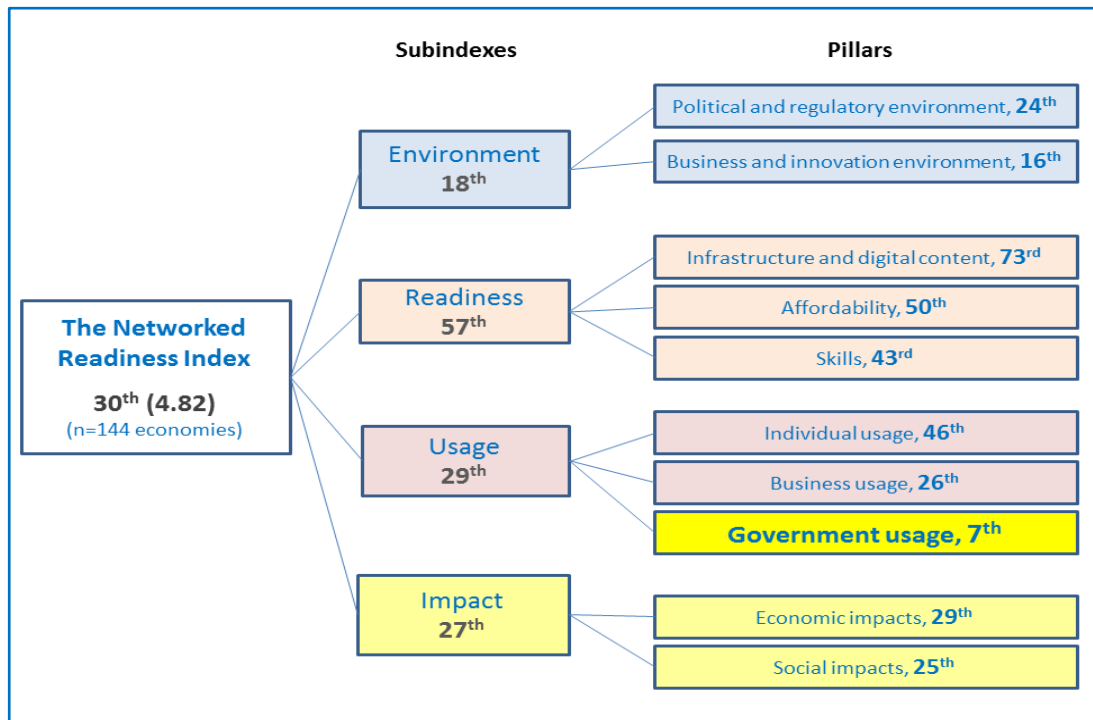 Subindexes
Pillars
The Networked
Readiness Index
30th (4.82)
(n=144 economies)
Environment
18th
Political and regulatory environment, 24th
Business and innovation environment, 16th
Readiness
57th
Infrastructure and digital content, 73rd
Affordability, 50th
Skills, 43rd
Usage
29th
Individual usage, 46th
Business usage, 26th
Government usage, 7th
Impact
27th
Economic impacts, 29th
Social impacts, 25th